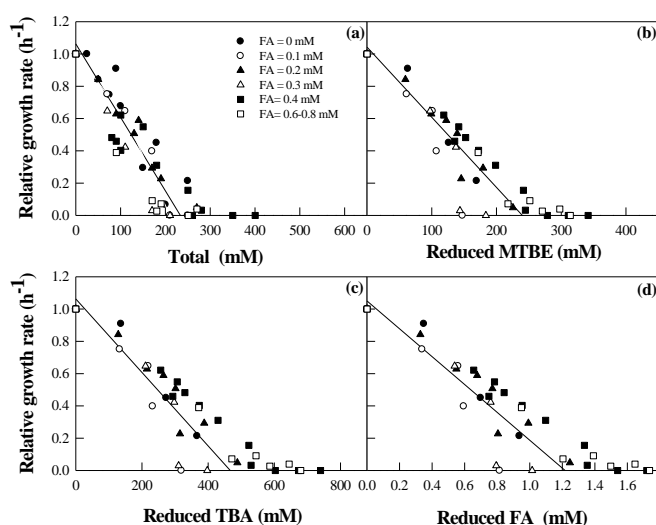 (a)
(b)
FA = 0 mM
FA = 0.1 mM
FA = 0.2 mM
FA = 0.3 mM
FA= 0.4 mM
FA= 0.6-0.8 mM
Relative growth rate (h-1)
1.2
1.0
0.8
0.6
0.4
0.2
0.0
0 100 200 300 400 500 600
0 100 200 300 400
Total (mM)
Reduced MTBE (mM)
(c)
(d)
Relative growth rate (h-1)
1.2
1.0
0.8
0.6
0.4
0.2
0.0
0 200 400 600 800
0.0 0.2 0.4 0.6 0.8 1.0 1.2 1.4 1.6
Reduced TBA (mM)
Reduced FA (mM)